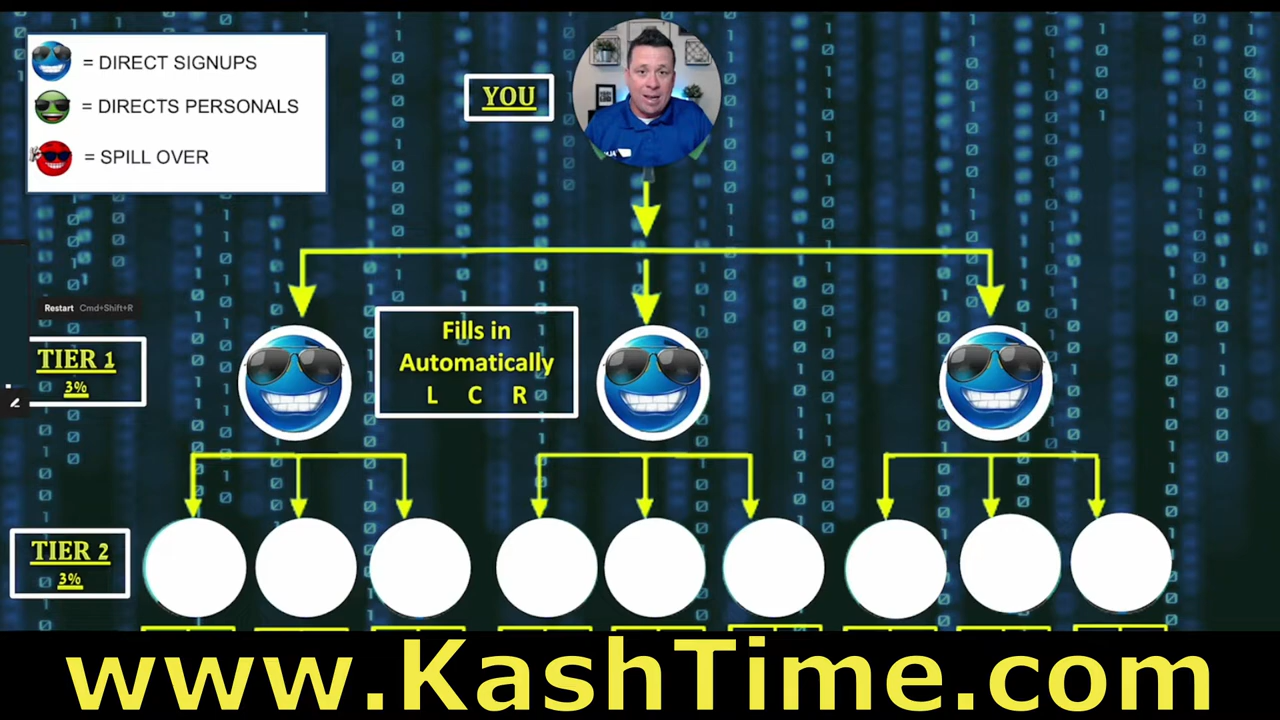 = DIRECT SIGNUPS
= DIRECTS PERSONALS
= SPILL OVER
YOU
Restart Cmd+Shift+R
TIER 1
3%
Fills in
Automatically
L C R
TIER 2
3%
www.KashTime.com